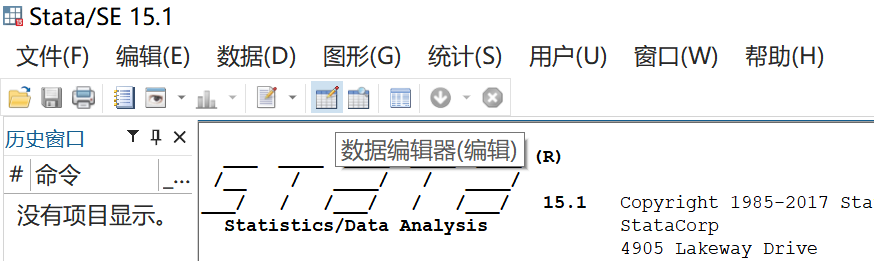 Stata/SE 15.1
文件(F) 编辑(E) 数据(D) 图形(G) 统计(S) 用户(U) 窗口(W) 帮助(H)
历史窗口
# 命令 _...
没有项目显示。
数据编辑器(编辑)
(R)
15.1 Copyright 1985-2017 Sta
Statistics/Data Analysis StataCorp
4905 Lakeway Drive